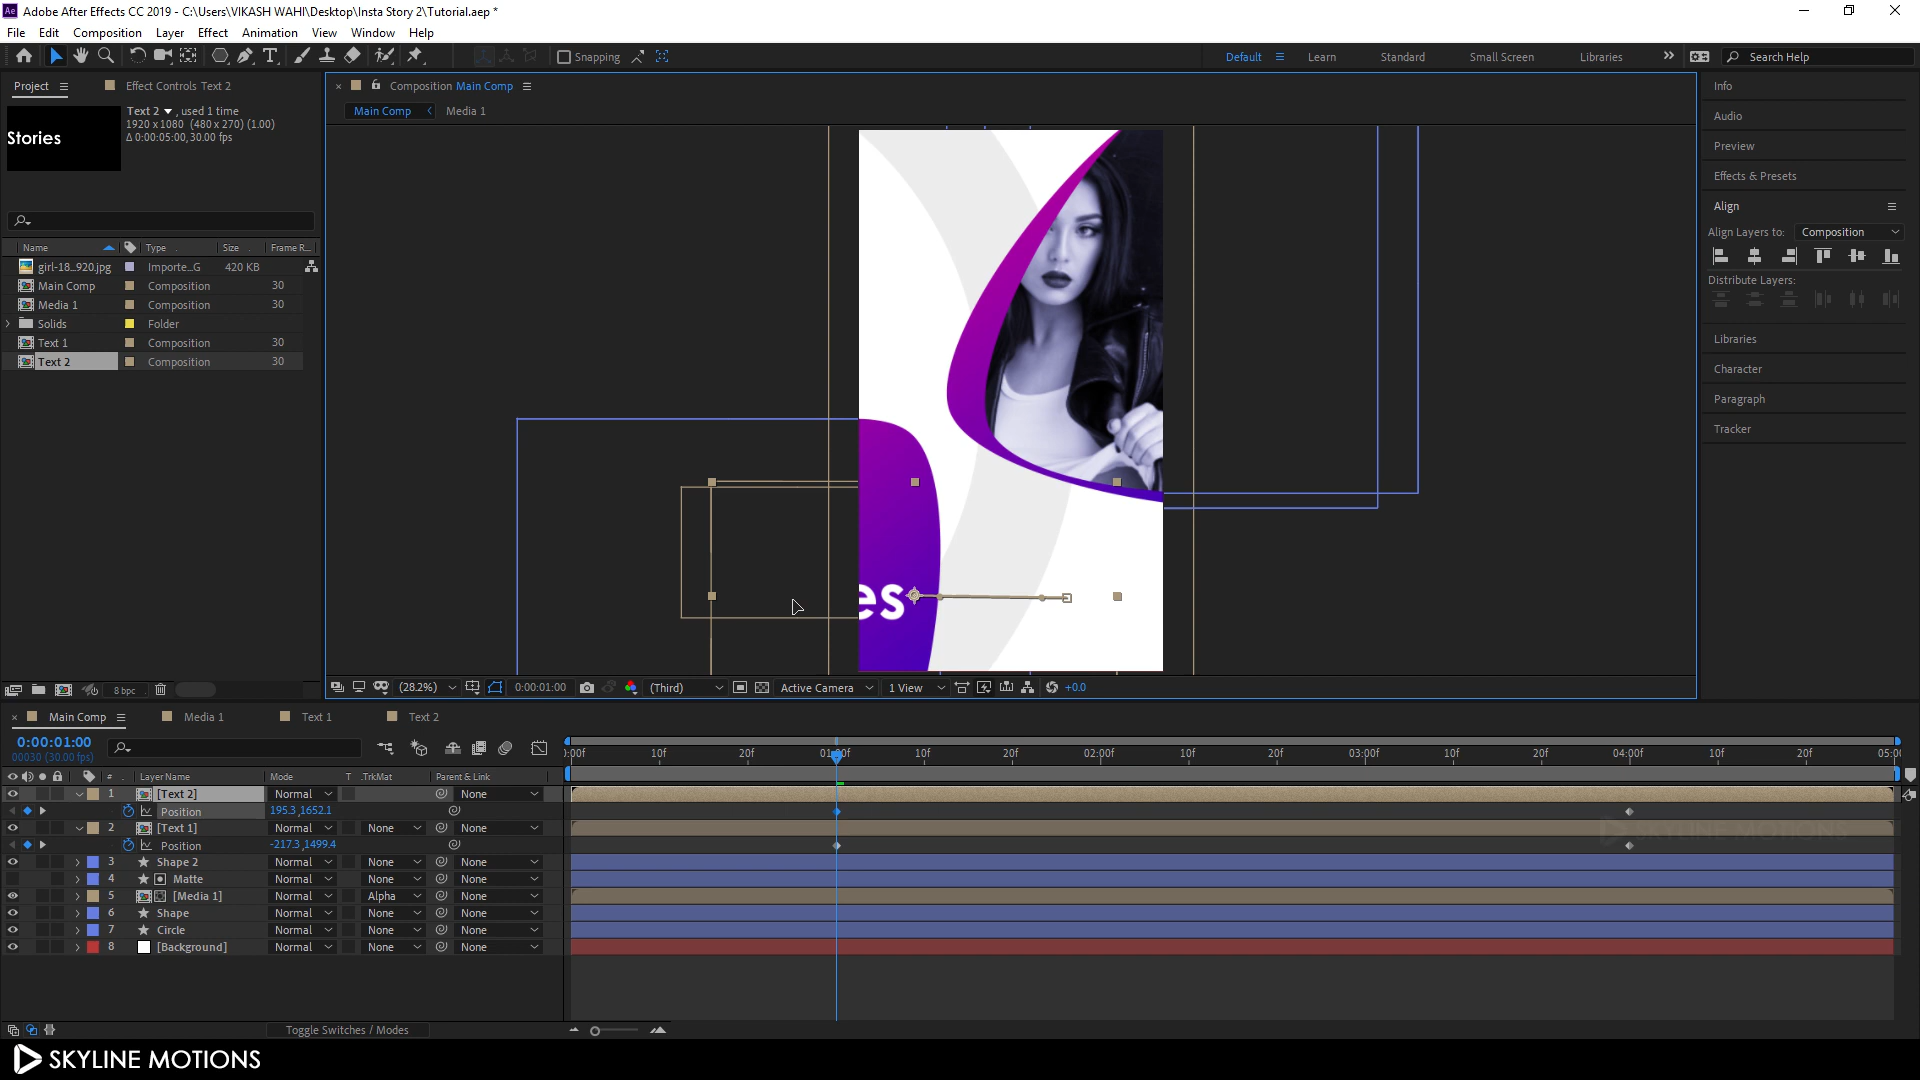 Adobe After Effects CC 2019 - C:\Users\VIKASH WAHI\Desktop\Insta Story 2\Tutorial.aep *
File Edit Composition Layer Effect Animation View Window Help
Snapping
Default Learn Standard Small Screen Libraries Search Help
Project Effect Controls Text 2
Text 2 , used 1 time
1920 x 1080 (480 x 270) (1.00)
Δ 0:00:05:00, 30.00 fps
Stories
Name Type Size Frame R...
girl-18...920.jpg Importe...G 420 KB
Main Comp Composition 30
Media 1 Composition 30
Solids Folder
Text 1 Composition 30
Text 2 Composition 30
8 bpc
Composition Main Comp
Main Comp Media 1
es
(28.2%) 0:00:01:00 (Third) Active Camera 1 View +0.0
Info
Audio
Preview
Effects & Presets
Align
Align Layers to: Composition
Distribute Layers:
Libraries
Character
Paragraph
Tracker
Main Comp Media 1 Text 1 Text 2
0:00:01:00
00030 (30.00 fps)
:00f 10f 20f 01:00f 10f 20f 02:00f 10f 20f 03:00f 10f 20f 04:00f 10f 20f 05:00
# Layer Name Mode T .TrkMat Parent & Link
1 [Text 2] Normal None
Position 195.3,1652.1
2 [Text 1] Normal None None
Position -217.3,1499.4
3 Shape 2 Normal None None
4 Matte Normal None None
5 [Media 1] Normal Alpha None
6 Shape Normal None None
7 Circle Normal None None
8 [Background] Normal None None
SKYLINE MOTIONS
Toggle Switches / Modes
SKYLINE MOTIONS